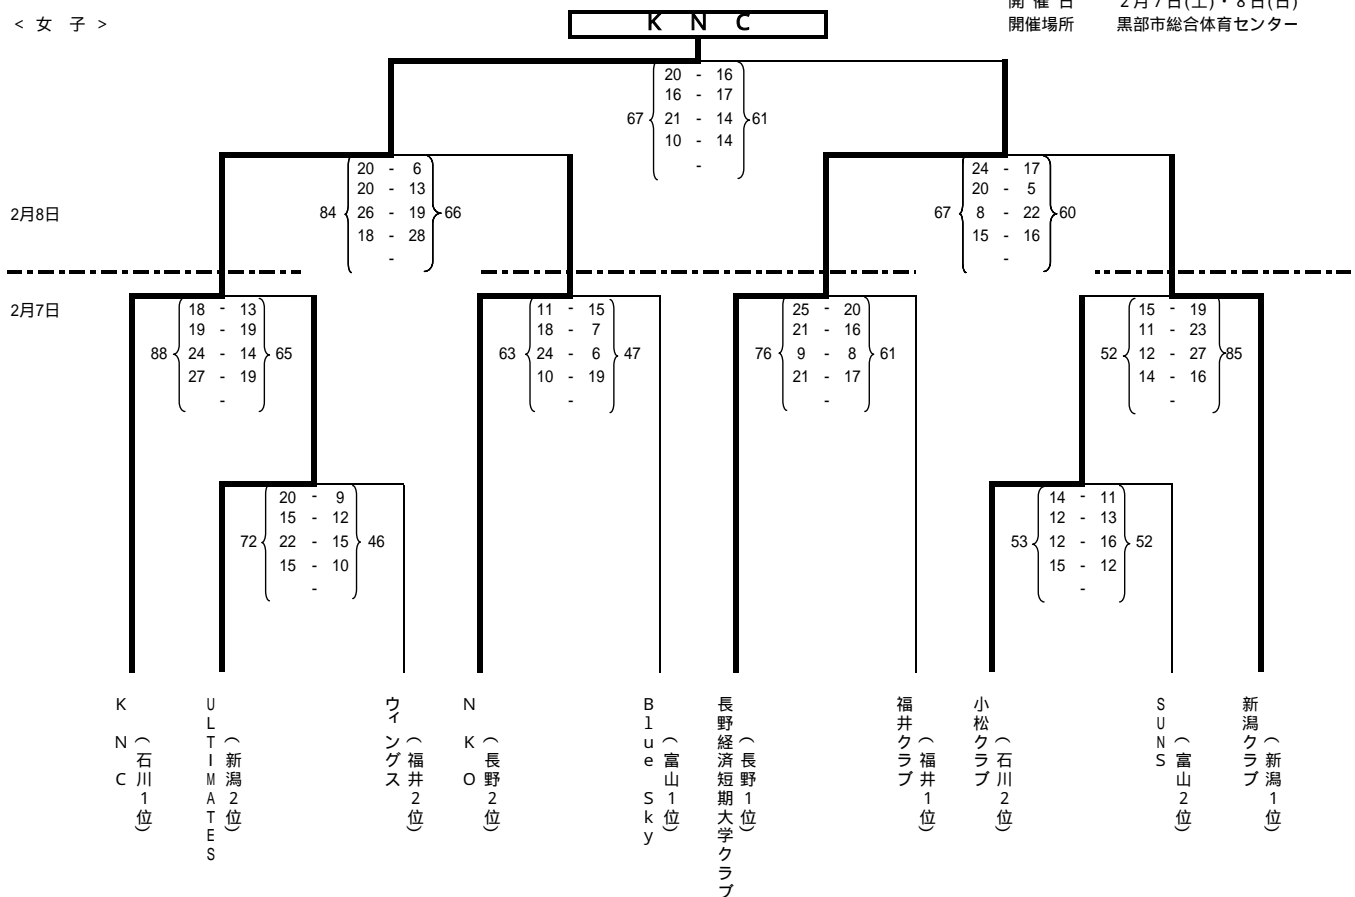 開 催 日 2月7日(土)・8日(日)
< 女 子 > K N C 開催場所 黒部市総合体育センター
20 - 16
16 - 17
67 21 - 14 61
10 - 14
-
20 - 6
20 - 13
84 26 - 19 66
18 - 28
-
24 - 17
20 - 5
67 8 - 22 60
15 - 16
-
2月8日
2月7日
18 - 13
19 - 19
88 24 - 14 65
27 - 19
-
11 - 15
18 - 7
63 24 - 6 47
10 - 19
-
25 - 20
21 - 16
76 9 - 8 61
21 - 17
-
15 - 19
11 - 23
52 12 - 27 85
14 - 16
-
20 - 9
15 - 12
72 22 - 15 46
15 - 10
-
14 - 11
12 - 13
53 12 - 16 52
15 - 12
-
K N C
(石川1位)
ULTIMATES
(新潟2位)
ウィングス
(福井2位)
N K O
(長野2位)
Blue Sky
(富山1位)
長野経済短期大学クラブ
(長野1位)
福井クラブ
(福井1位)
小松クラブ
(石川2位)
SUNS
(富山2位)
新潟クラブ
(新潟1位)